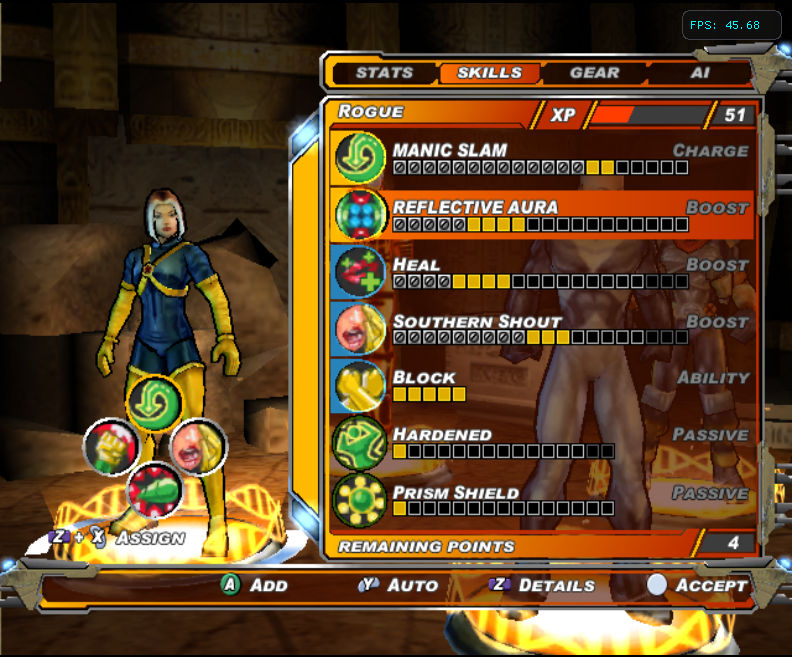 FPS: 45.68
STATS SKILLS GEAR AI
ROGUE XP 51
MANIC SLAM CHARGE
REFLECTIVE AURA BOOST
HEAL BOOST
SOUTHERN SHOUT BOOST
BLOCK ABILITY
HARDENED PASSIVE
PRISM SHIELD PASSIVE
Z + X ASSIGN
REMAINING POINTS 4
A ADD Y AUTO Z DETAILS ACCEPT